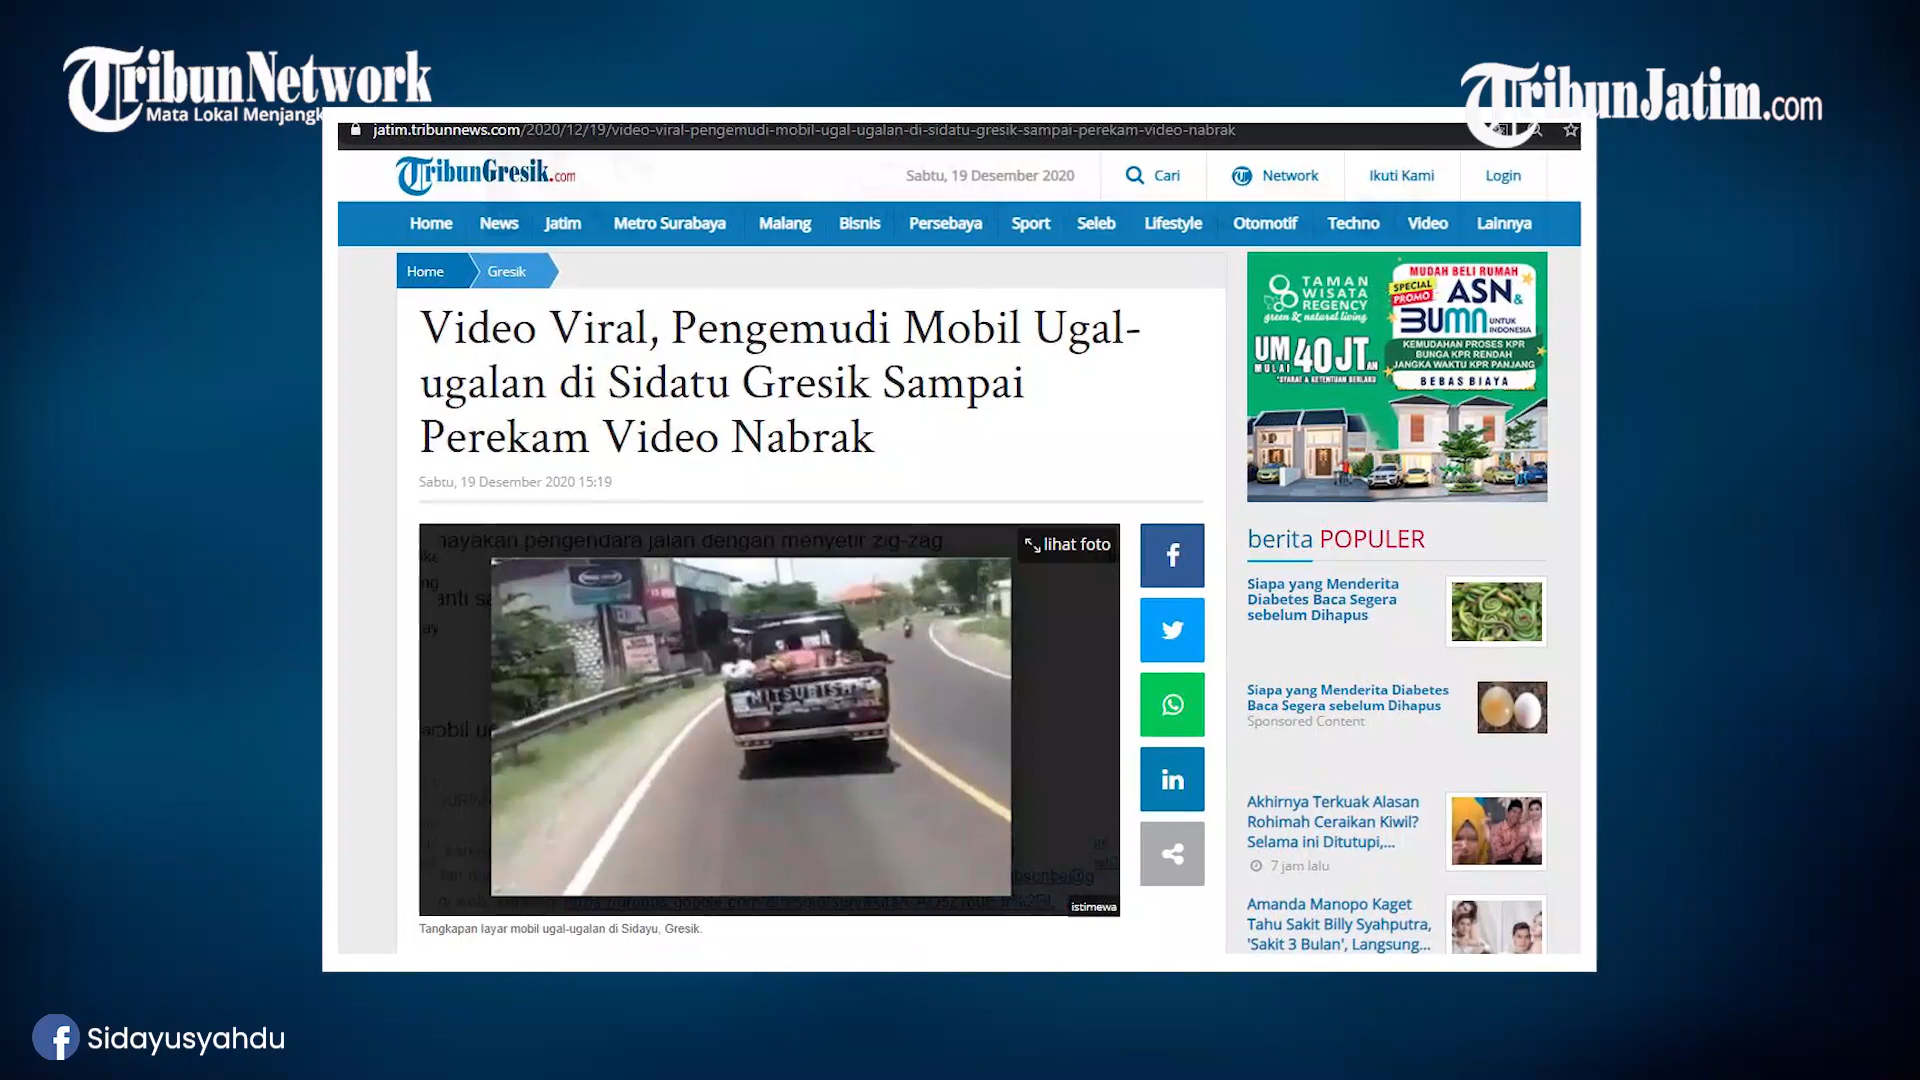 TribunNetwork
Mata Lokal Menjangk
TribunJatim.com
jatim.tribunnews.com/2020/12/19/video-viral-pengemudi-mobil-ugal-ugalan-di-sidatu-gresik-sampai-perekam-video-nabrak
TribunGresik.com
Sabtu, 19 Desember 2020
Cari
Network
Ikuti Kami
Login
Home News Jatim Metro Surabaya Malang Bisnis Persebaya Sport Seleb Lifestyle Otomotif Techno Video Lainnya
Home Gresik
Video Viral, Pengemudi Mobil Ugal-
ugalan di Sidatu Gresik Sampai
Perekam Video Nabrak
Sabtu, 19 Desember 2020 15:19
nayakan pengendara jalan dengan menyetir zig-zag
lihat foto
MITSUBISHI
istimewa
Tangkapan layar mobil ugal-ugalan di Sidayu, Gresik.
TAMAN
WISATA
REGENCY
green & natural living
UM 40JT AN
MULAI
*SYARAT & KETENTUAN BERLAKU
MUDAH BELI RUMAH
SPECIAL
PROMO
ASN &
BUMN UNTUK
INDONESIA
KEMUDAHAN PROSES KPR
BUNGA KPR RENDAH
JANGKA WAKTU KPR PANJANG
BEBAS BIAYA
berita POPULER
Siapa yang Menderita
Diabetes Baca Segera
sebelum Dihapus
Siapa yang Menderita Diabetes
Baca Segera sebelum Dihapus
Sponsored Content
Akhirnya Terkuak Alasan
Rohimah Ceraikan Kiwil?
Selama ini Ditutupi,...
7 jam lalu
Amanda Manopo Kaget
Tahu Sakit Billy Syahputra,
'Sakit 3 Bulan', Langsung...
Sidayusyahdu